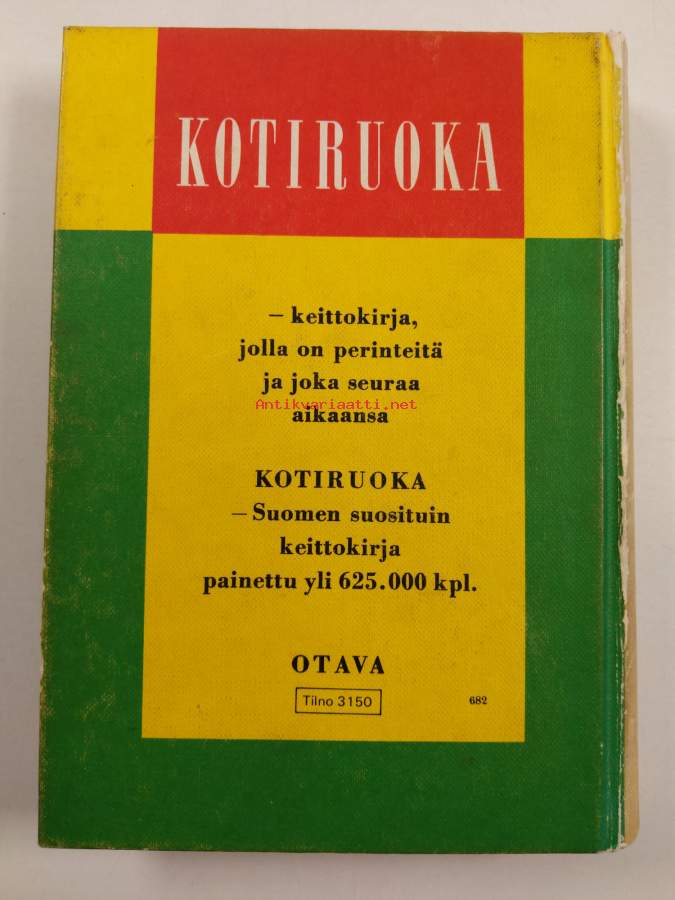 KOTIRUOKA
– keittokirja,
jolla on perinteitä
ja joka seuraa
Antikvariaatti.net
aikaansa
KOTIRUOKA
– Suomen suosituin
keittokirja
painettu yli 625.000 kpl.
OTAVA
Tilno 3150
682